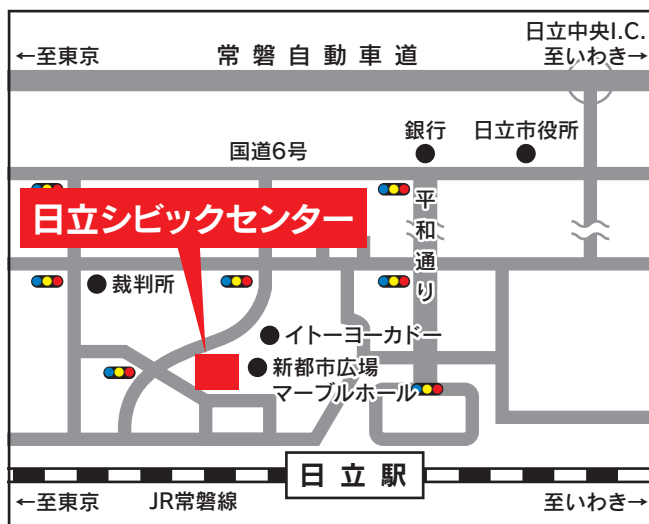 日立中央I.C.
←至東京
常磐自動車道
至いわき→
銀行
日立市役所
国道6号
平和通り
日立シビックセンター
裁判所
イトーヨーカドー
新都市広場
マーブルホール
日立駅
←至東京
JR常磐線
至いわき→